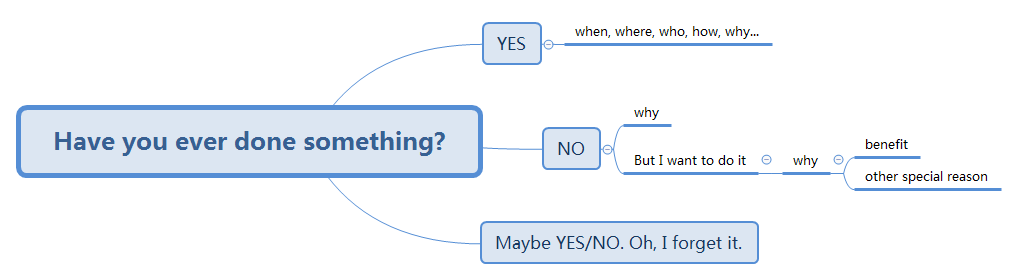 Have you ever done something?
YES
when, where, who, how, why...
NO
why
But I want to do it
why
benefit
other special reason
Maybe YES/NO. Oh, I forget it.